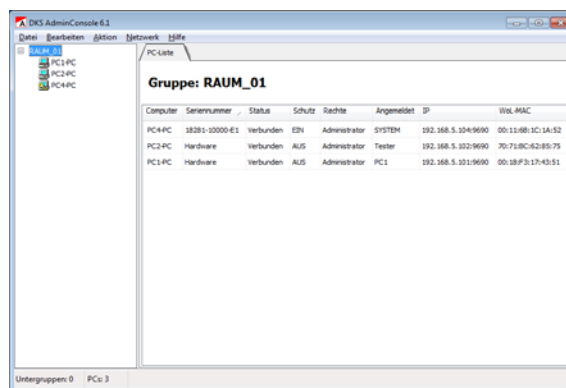 DKS AdminConsole 6.1
Datei Bearbeiten Aktion Netzwerk Hilfe
RAUM_01
PC1-PC
PC2-PC
PC4-PC
PC-Liste
Gruppe: RAUM_01
Computer Seriennummer Status Schutz Rechte Angemeldet IP WoL-MAC
PC4-PC 182B1-10000-E1 Verbunden EIN Administrator SYSTEM 192.168.5.104:9690 00:11:6B:1C:1A:52
PC2-PC Hardware Verbunden AUS Administrator Tester 192.168.5.102:9690 70:71:BC:62:85:75
PC1-PC Hardware Verbunden AUS Administrator PC1 192.168.5.101:9690 00:1B:F3:17:43:51
Untergruppen: 0 PCs: 3